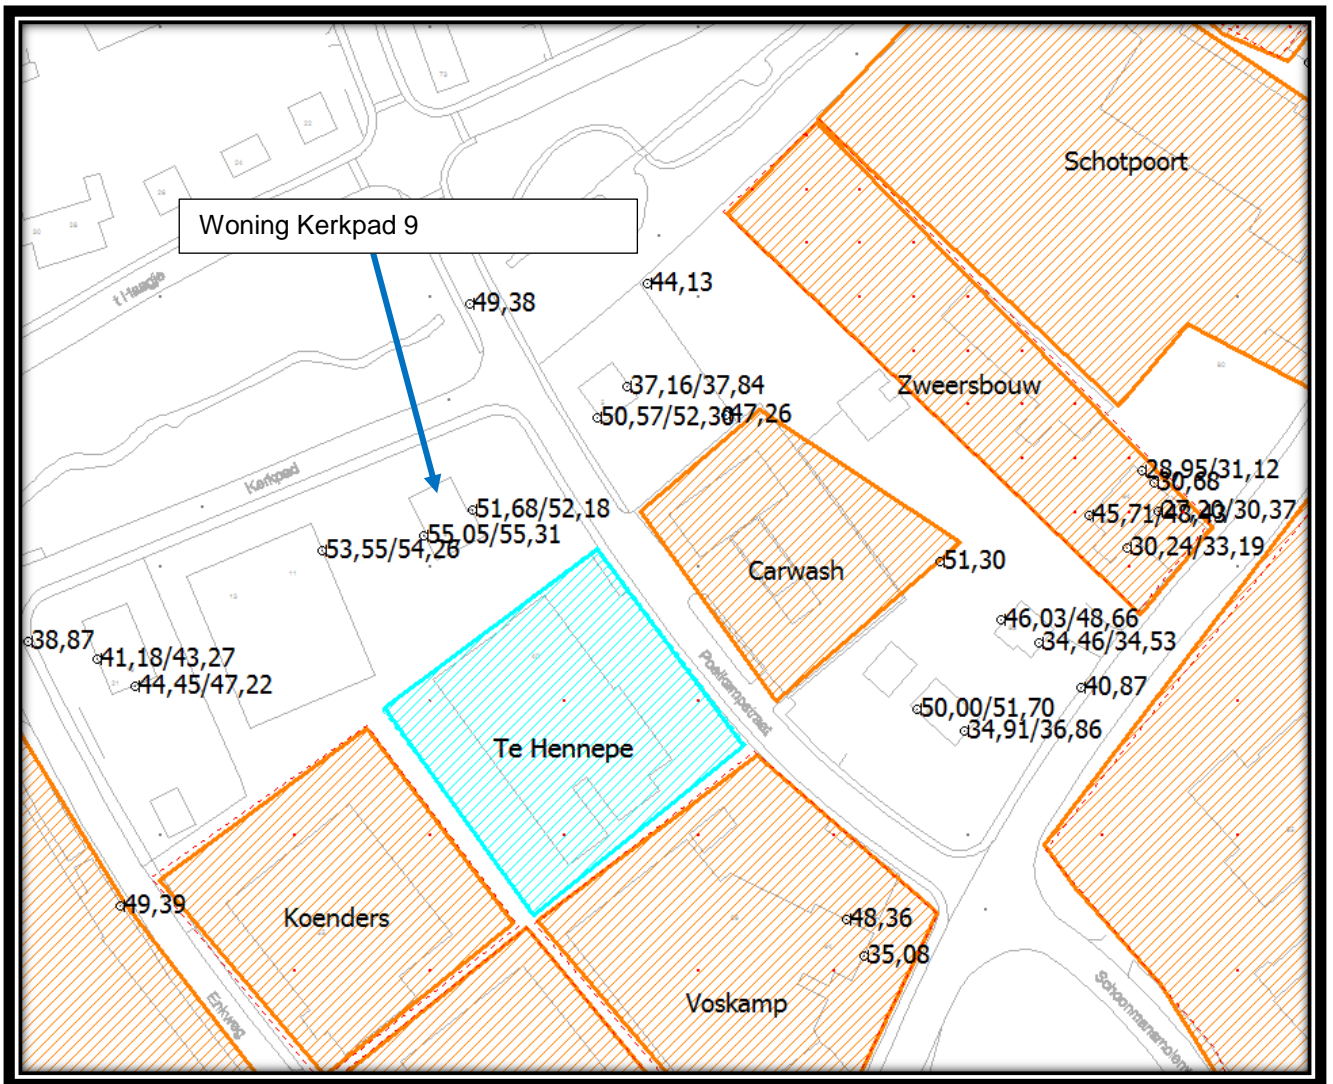 Schotpoort
Woning Kerkpad 9
t Haagje
44,13
49,38
37,16/37,84
Zweersbouw
50,57/52,30
47,26
28,95/31,12
30,68
Kerkpad
51,68/52,18
45,71/48,43
27,20/30,37
55,05/55,31
53,55/54,26
30,24/33,19
51,30
Carwash
46,03/48,66
38,87
34,46/34,53
41,18/43,27
44,45/47,22
40,87
Poelkampstraat
50,00/51,70
34,91/36,86
Te Hennepe
49,39
Koenders
48,36
35,08
Voskamp
Enkweg